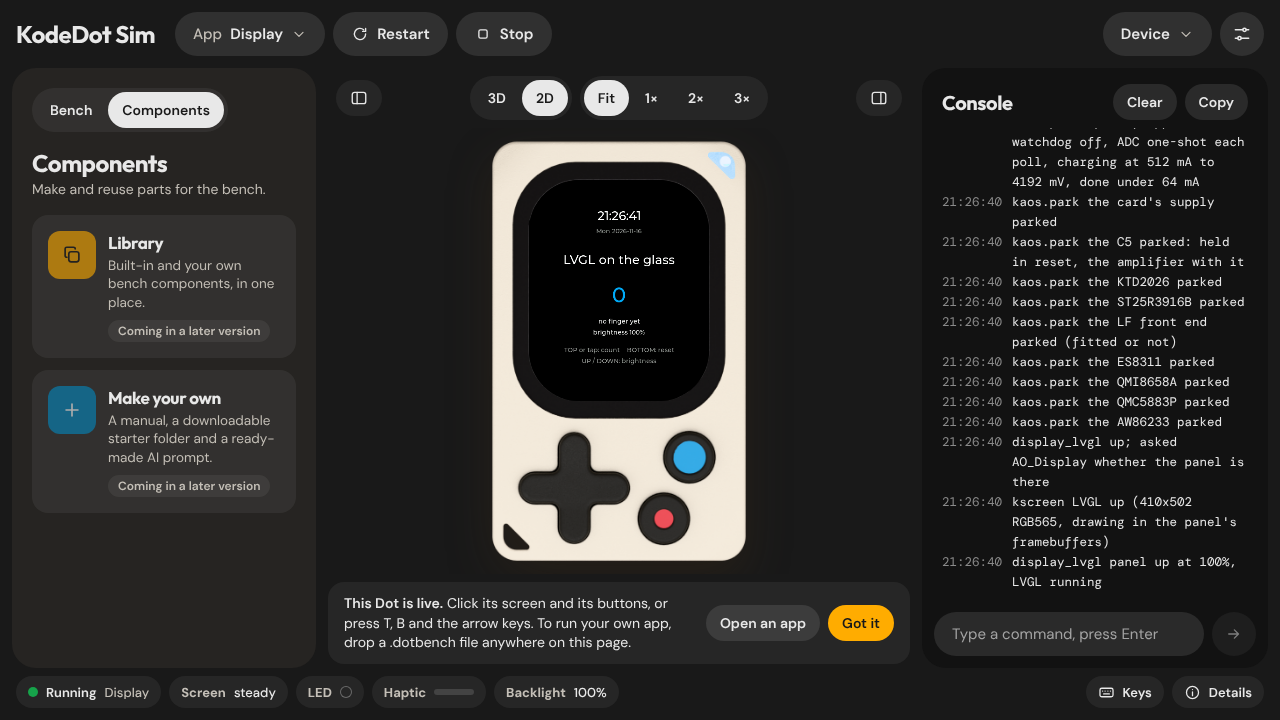 KodeDot Sim
App Display
Restart
Stop
Device
Bench
Components
3D
2D
Fit
1×
2×
3×
Components
Make and reuse parts for the bench.
Library
Built-in and your own
bench components, in one
place.
Coming in a later version
Make your own
A manual, a downloadable
starter folder and a ready-
made AI prompt.
Coming in a later version
21:26:41
Mon 2026-11-16
LVGL on the glass
0
no finger yet
brightness 100%
TOP or tap: count BOTTOM: reset
UP / DOWN: brightness
This Dot is live. Click its screen and its buttons, or
press T, B and the arrow keys. To run your own app,
drop a .dotbench file anywhere on this page.
Open an app
Got it
Console
Clear
Copy
watchdog off, ADC one-shot each
poll, charging at 512 mA to
4192 mV, done under 64 mA
21:26:40 kaos.park the card's supply
parked
21:26:40 kaos.park the C5 parked: held
in reset, the amplifier with it
21:26:40 kaos.park the KTD2026 parked
21:26:40 kaos.park the ST25R3916B parked
21:26:40 kaos.park the LF front end
parked (fitted or not)
21:26:40 kaos.park the ES8311 parked
21:26:40 kaos.park the QMI8658A parked
21:26:40 kaos.park the QMC5883P parked
21:26:40 kaos.park the AW86233 parked
21:26:40 display_lvgl up; asked
AO_Display whether the panel is
there
21:26:40 kscreen LVGL up (410x502
RGB565, drawing in the panel's
framebuffers)
21:26:40 display_lvgl panel up at 100%,
LVGL running
Type a command, press Enter
Running Display
Screen steady
LED
Haptic
Backlight 100%
Keys
Details